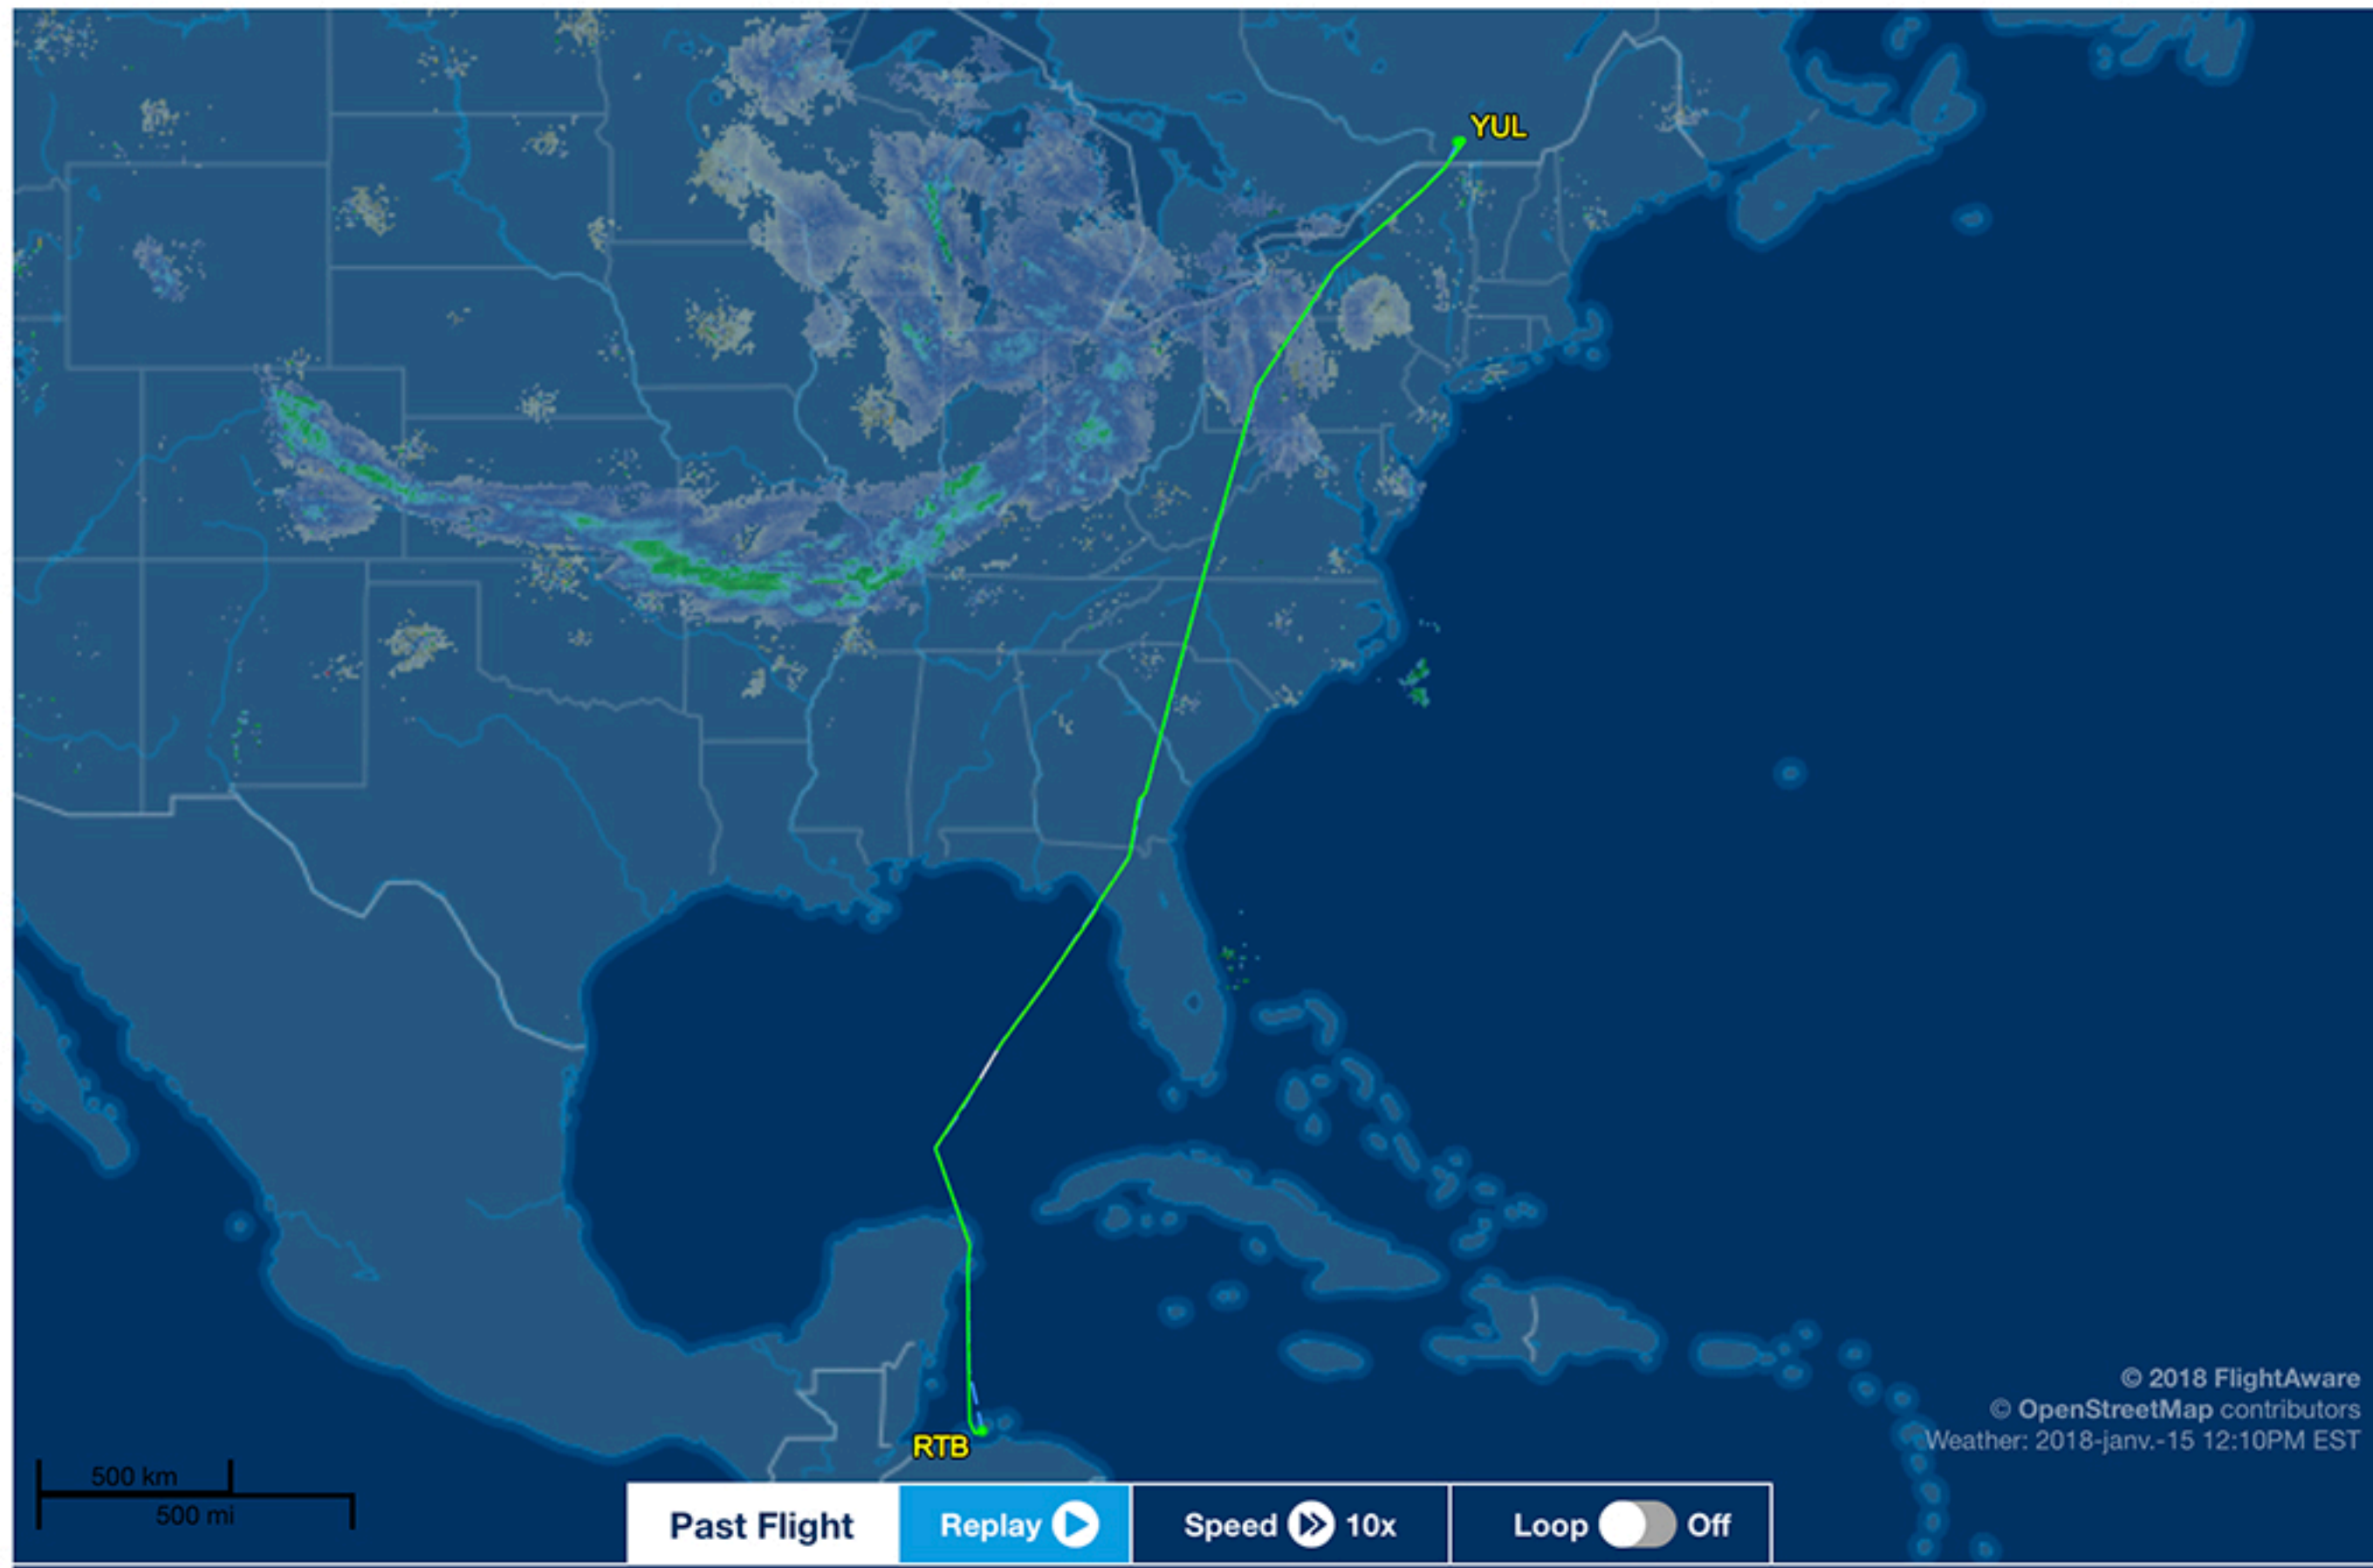 YUL
RTB
© 2018 FlightAware
© OpenStreetMap contributors
Weather: 2018-janv.-15 12:10PM EST
500 km
500 mi
Past Flight Replay Speed 10x Loop Off